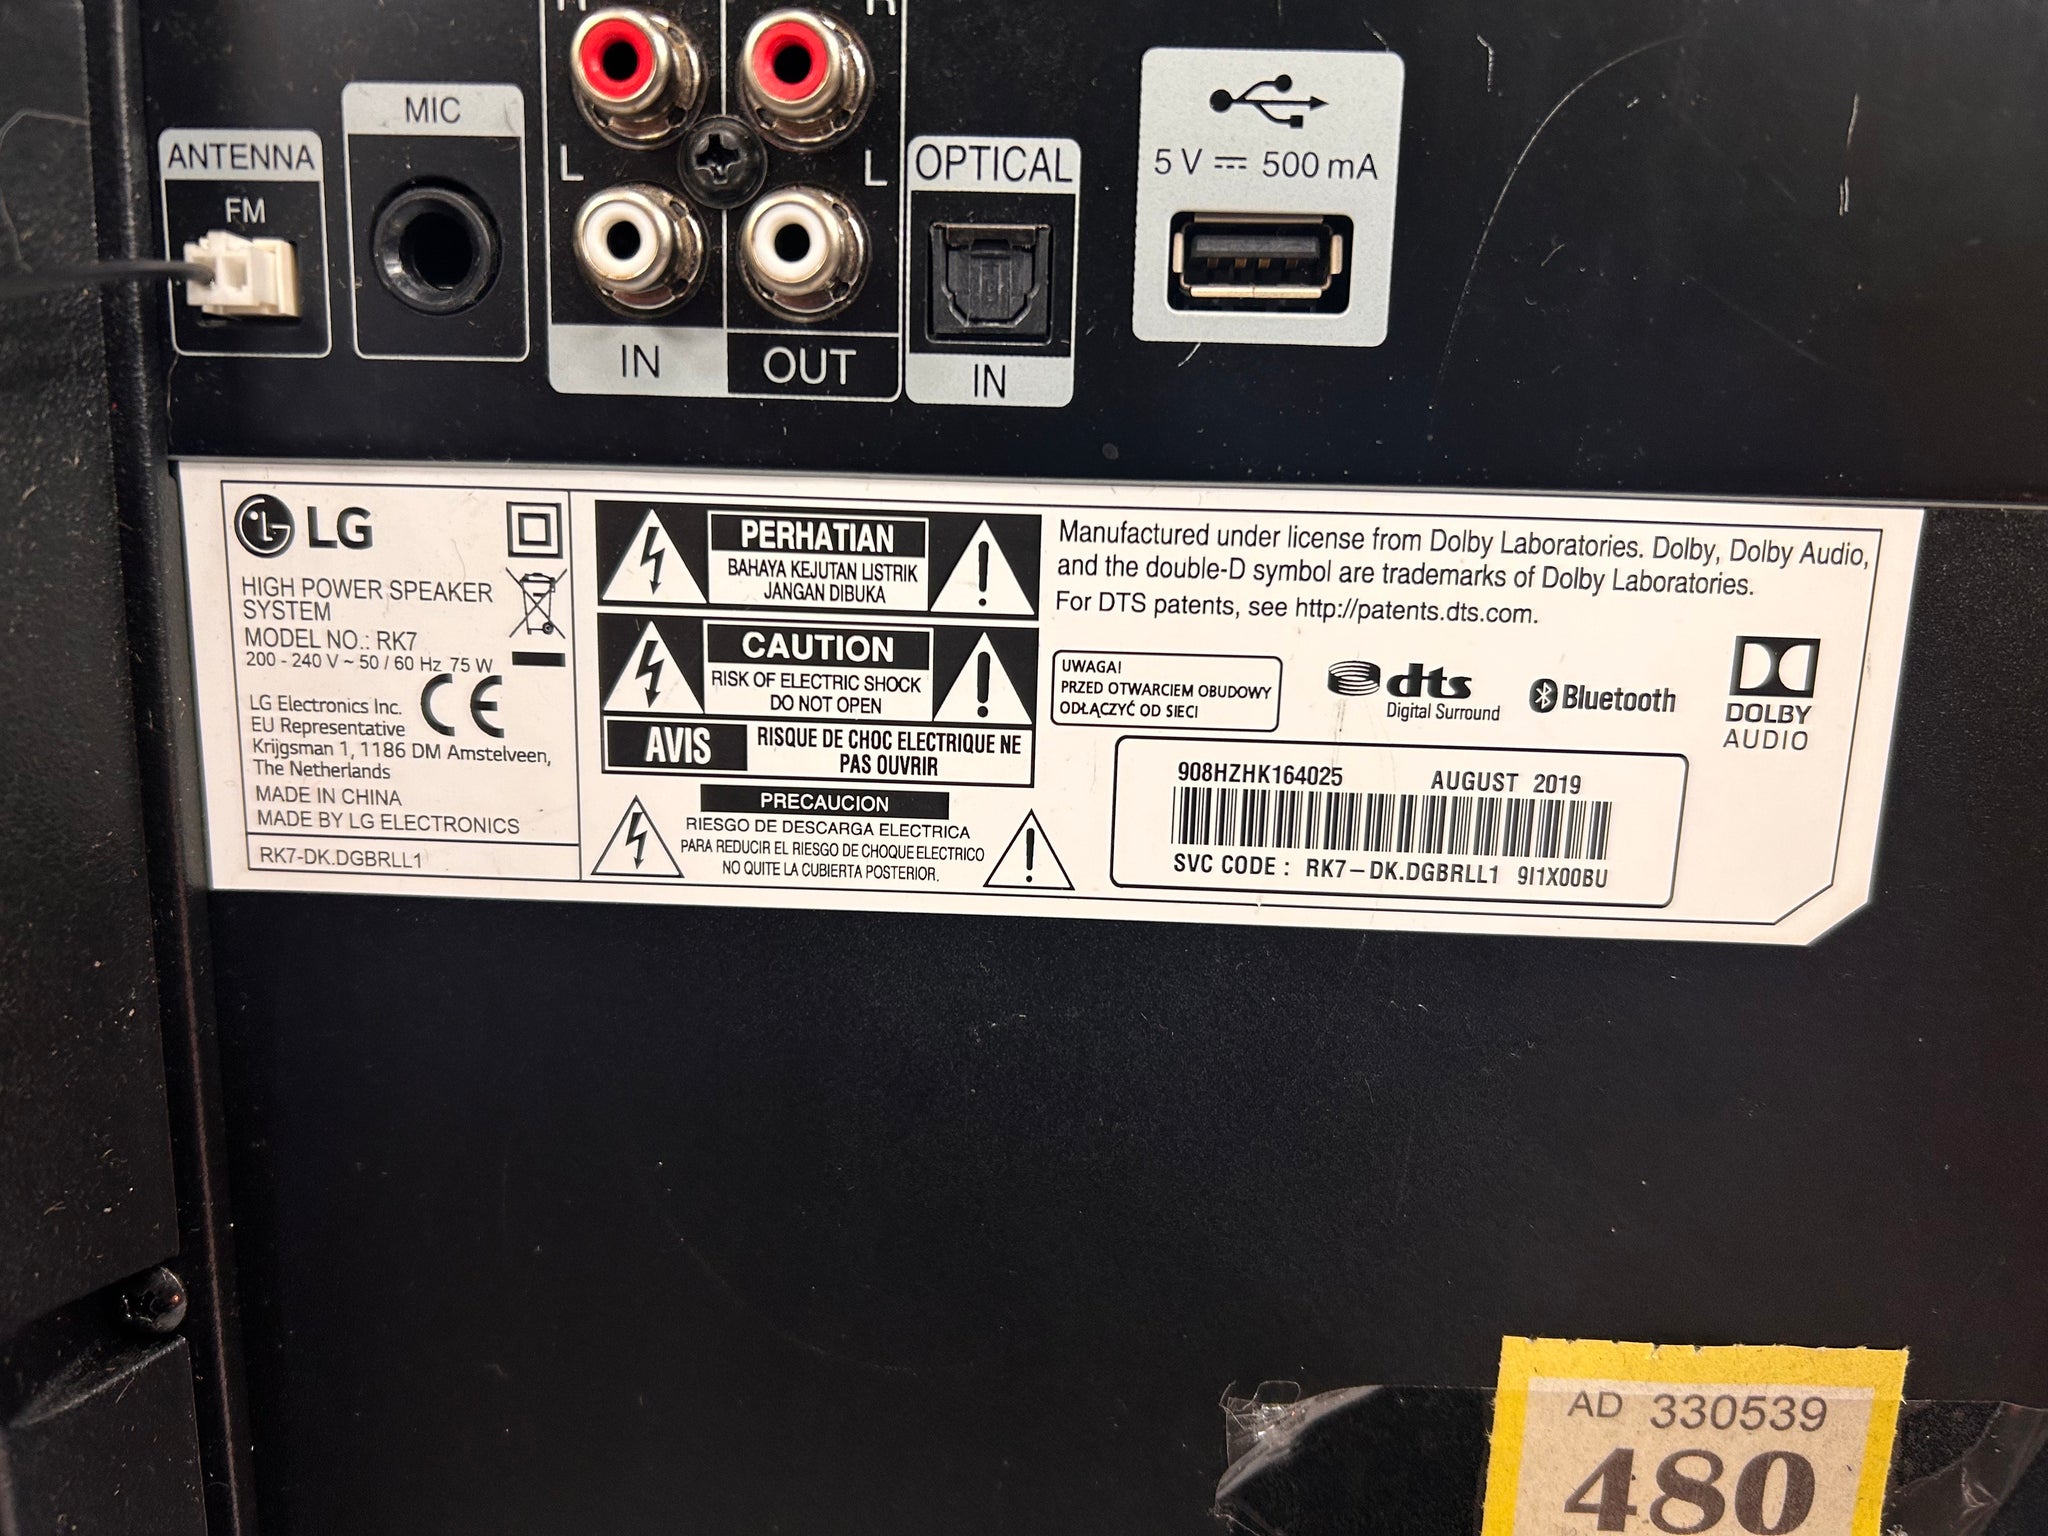 R R
MIC
ANTENNA
FM
L L
OPTICAL
5 V ⎓ 500 mA
IN OUT
IN
LG
HIGH POWER SPEAKER
SYSTEM
MODEL NO.: RK7
200 - 240 V ~ 50 / 60 Hz 75 W
LG Electronics Inc.
EU Representative
Krijgsman 1, 1186 DM Amstelveen,
The Netherlands
MADE IN CHINA
MADE BY LG ELECTRONICS
RK7-DK.DGBRLL1
CE
PERHATIAN
BAHAYA KEJUTAN LISTRIK
JANGAN DIBUKA
CAUTION
RISK OF ELECTRIC SHOCK
DO NOT OPEN
AVIS
RISQUE DE CHOC ELECTRIQUE NE
PAS OUVRIR
PRECAUCION
RIESGO DE DESCARGA ELECTRICA
PARA REDUCIR EL RIESGO DE CHOQUE ELECTRICO
NO QUITE LA CUBIERTA POSTERIOR.
Manufactured under license from Dolby Laboratories. Dolby, Dolby Audio,
and the double-D symbol are trademarks of Dolby Laboratories.
For DTS patents, see http://patents.dts.com.
UWAGA!
PRZED OTWARCIEM OBUDOWY
ODŁĄCZYĆ OD SIECI
dts
Digital Surround
Bluetooth
DOLBY
AUDIO
908HZHK164025 AUGUST 2019
SVC CODE : RK7-DK.DGBRLL1 9I1X00BU
AD 330539
480